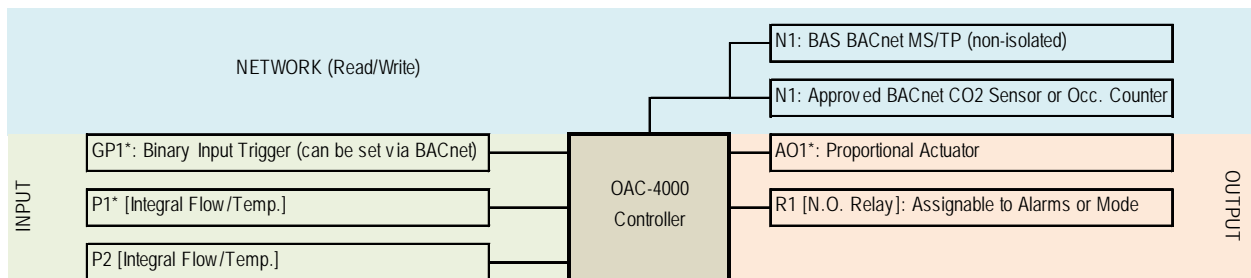 N1: BAS BACnet MS/TP (non-isolated)
NETWORK (Read/Write)
N1: Approved BACnet CO2 Sensor or Occ. Counter
GP1*: Binary Input Trigger (can be set via BACnet)
AO1*: Proportional Actuator
INPUT
P1* [Integral Flow/Temp.]
OAC-4000
Controller
R1 [N.O. Relay]: Assignable to Alarms or Mode
OUTPUT
P2 [Integral Flow/Temp.]